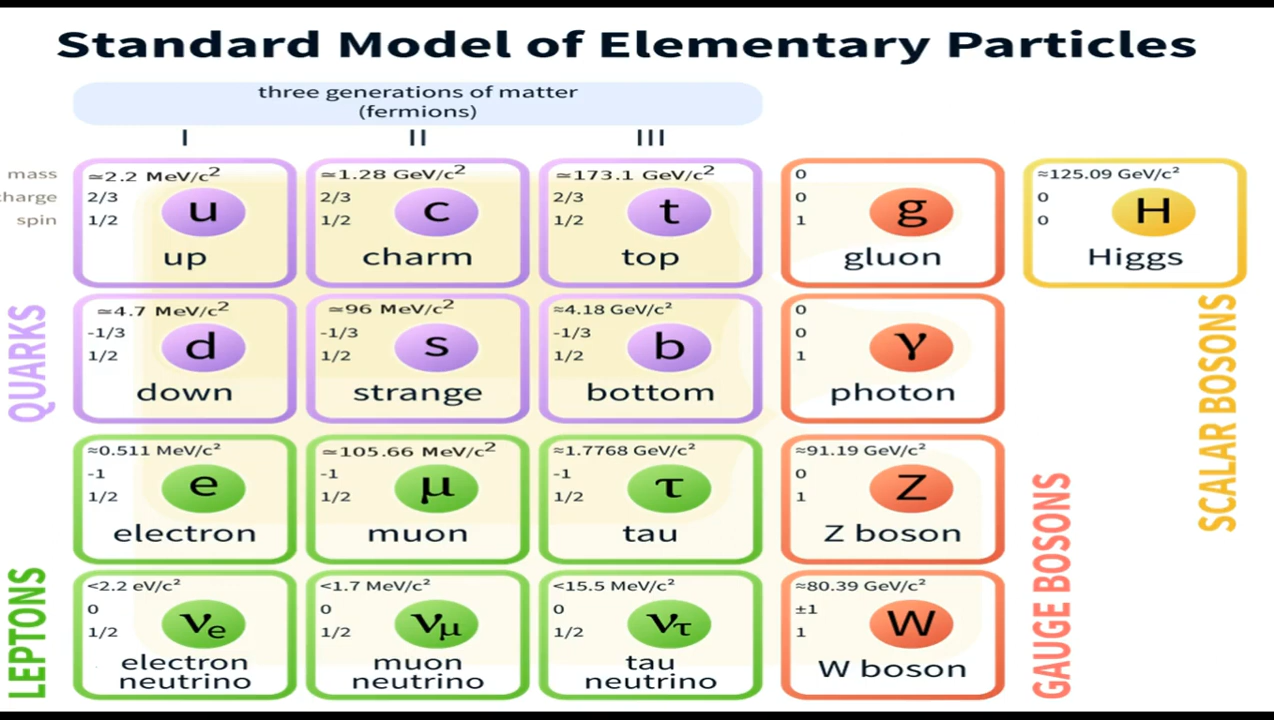 Standard Model of Elementary Particles
three generations of matter
(fermions)
I II III
mass
charge
spin
≃2.2 MeV/c²
2/3
1/2
u
up
≃1.28 GeV/c²
2/3
1/2
c
charm
≃173.1 GeV/c²
2/3
1/2
t
top
0
0
1
g
gluon
≈125.09 GeV/c²
0
0
H
Higgs
QUARKS
≃4.7 MeV/c²
-1/3
1/2
d
down
≃96 MeV/c²
-1/3
1/2
s
strange
≈4.18 GeV/c²
-1/3
1/2
b
bottom
0
0
1
γ
photon
SCALAR BOSONS
≈0.511 MeV/c²
-1
1/2
e
electron
≃105.66 MeV/c²
-1
1/2
μ
muon
≈1.7768 GeV/c²
-1
1/2
τ
tau
≈91.19 GeV/c²
0
1
Z
Z boson
GAUGE BOSONS
LEPTONS
<2.2 eV/c²
0
1/2
νe
electron
neutrino
<1.7 MeV/c²
0
1/2
νμ
muon
neutrino
<15.5 MeV/c²
0
1/2
ντ
tau
neutrino
≈80.39 GeV/c²
±1
1
W
W boson